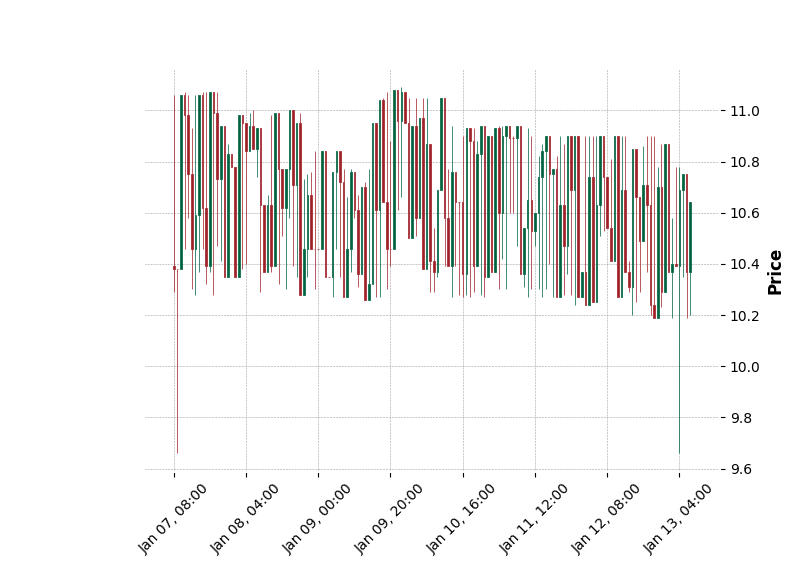 11.0
10.8
10.6
10.4
10.2
10.0
9.8
9.6
Price
Jan 07, 08:00
Jan 08, 04:00
Jan 09, 00:00
Jan 09, 20:00
Jan 10, 16:00
Jan 11, 12:00
Jan 12, 08:00
Jan 13, 04:00